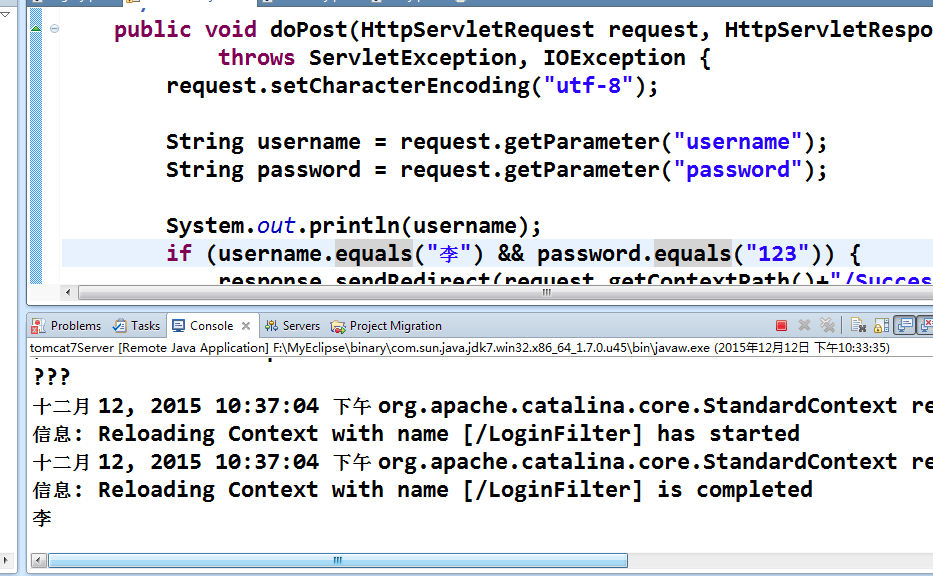 public void doPost(HttpServletRequest request, HttpServletRespo
throws ServletException, IOException {
request.setCharacterEncoding("utf-8");
String username = request.getParameter("username");
String password = request.getParameter("password");
System.out.println(username);
if (username.equals("李") && password.equals("123")) {
response.sendRedirect(request.getContextPath()+"/Succes
Problems Tasks Console Servers Project Migration
tomcat7Server [Remote Java Application] F:\MyEclipse\binary\com.sun.java.jdk7.win32.x86_64_1.7.0.u45\bin\javaw.exe (2015年12月12日 下午10:33:35)
???
十二月 12, 2015 10:37:04 下午 org.apache.catalina.core.StandardContext re
信息: Reloading Context with name [/LoginFilter] has started
十二月 12, 2015 10:37:04 下午 org.apache.catalina.core.StandardContext re
信息: Reloading Context with name [/LoginFilter] is completed
李